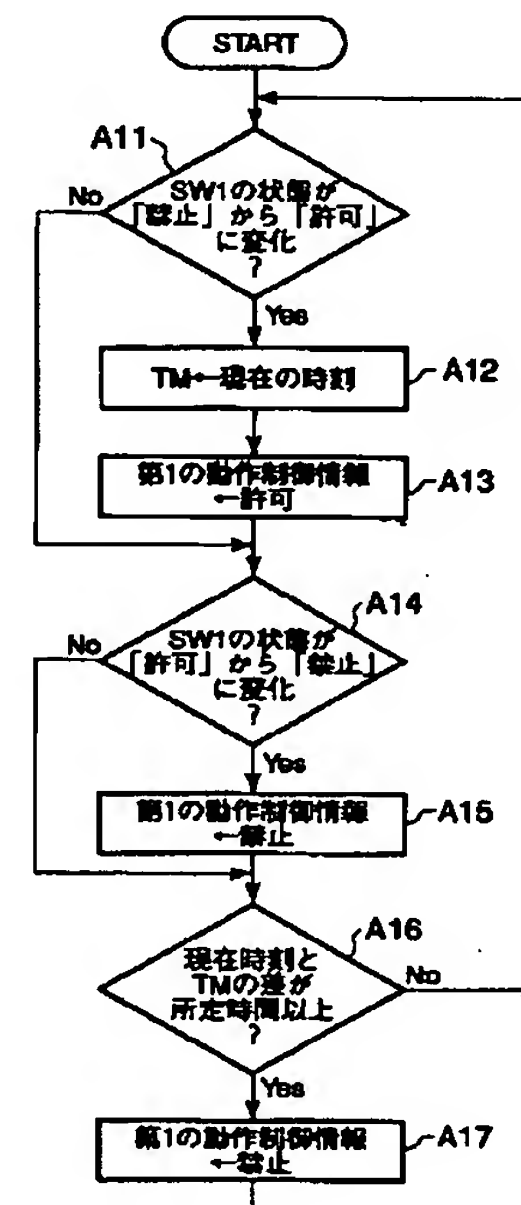 START
A11
No
SW1の状態が
「禁止」から「許可」
に変化
?
Yes
TM←現在の時刻
A12
第1の動作制御情報
←許可
A13
A14
No
SW1の状態が
「許可」から「禁止」
に変化
?
Yes
第1の動作制御情報
←禁止
A15
A16
現在時刻と
TMの差が
所定時間以上
?
No
Yes
第1の動作制御情報
←禁止
A17